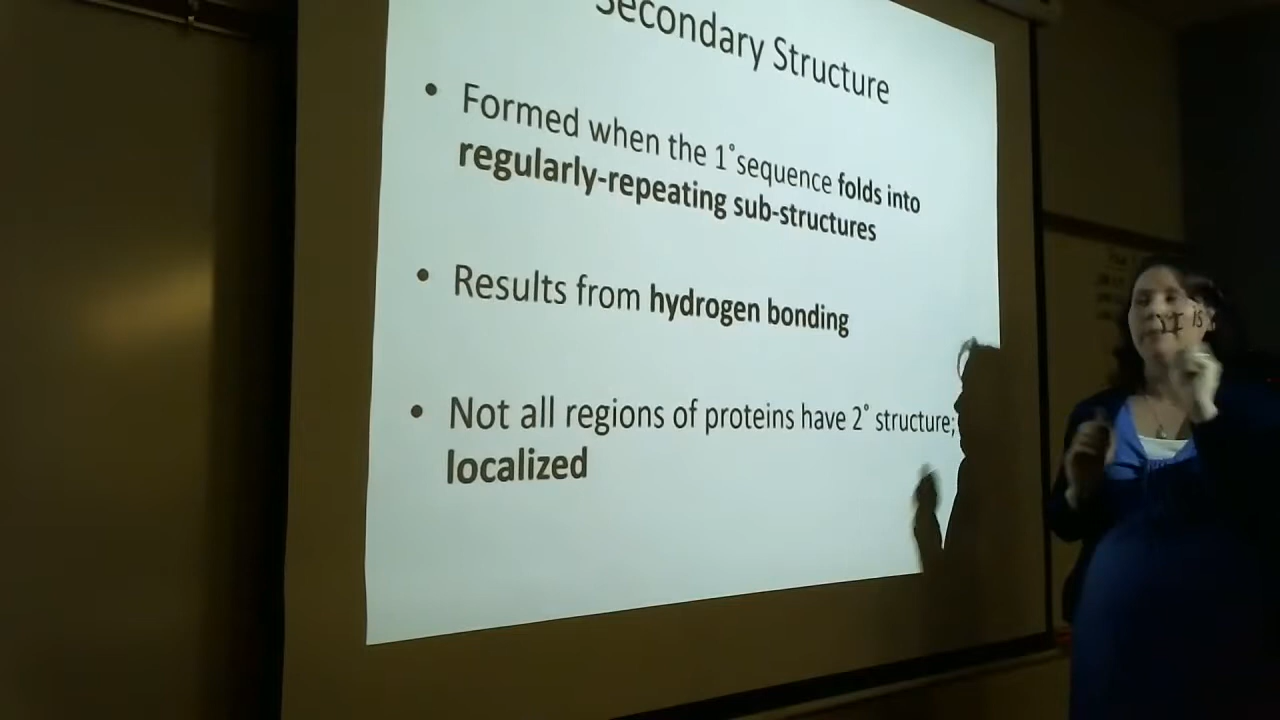 Secondary Structure
• Formed when the 1˚ sequence folds into
regularly-repeating sub-structures
• Results from hydrogen bonding
• Not all regions of proteins have 2˚ structure;
localized